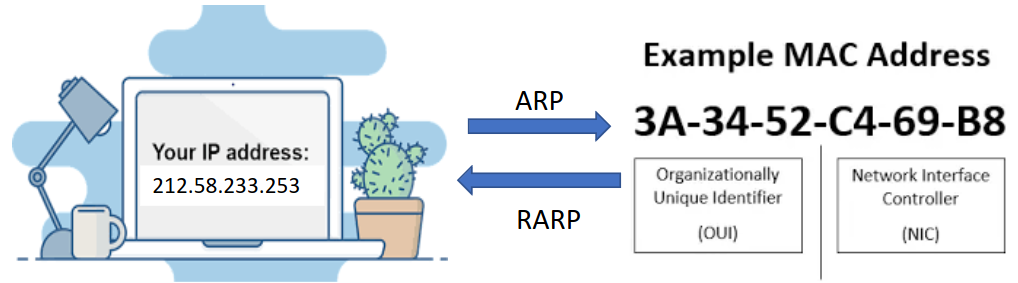 Example MAC Address
ARP
3A-34-52-C4-69-B8
Your IP address:
212.58.233.253
RARP
Organizationally
Unique Identifier
(OUI)
Network Interface
Controller
(NIC)